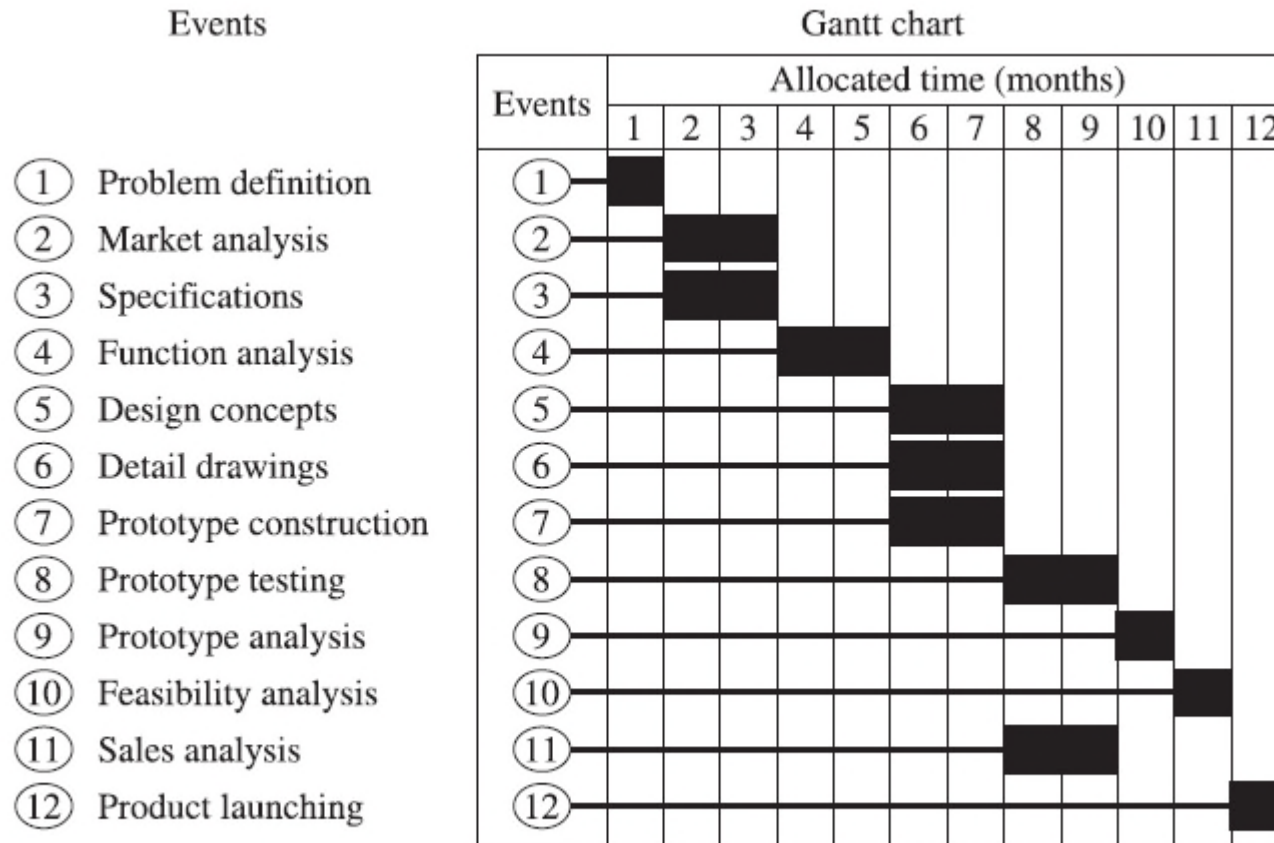 Events Gantt chart
Events Allocated time (months)
1 2 3 4 5 6 7 8 9 10 11 12
1 Problem definition 1
2 Market analysis 2
3 Specifications 3
4 Function analysis 4
5 Design concepts 5
6 Detail drawings 6
7 Prototype construction 7
8 Prototype testing 8
9 Prototype analysis 9
10 Feasibility analysis 10
11 Sales analysis 11
12 Product launching 12